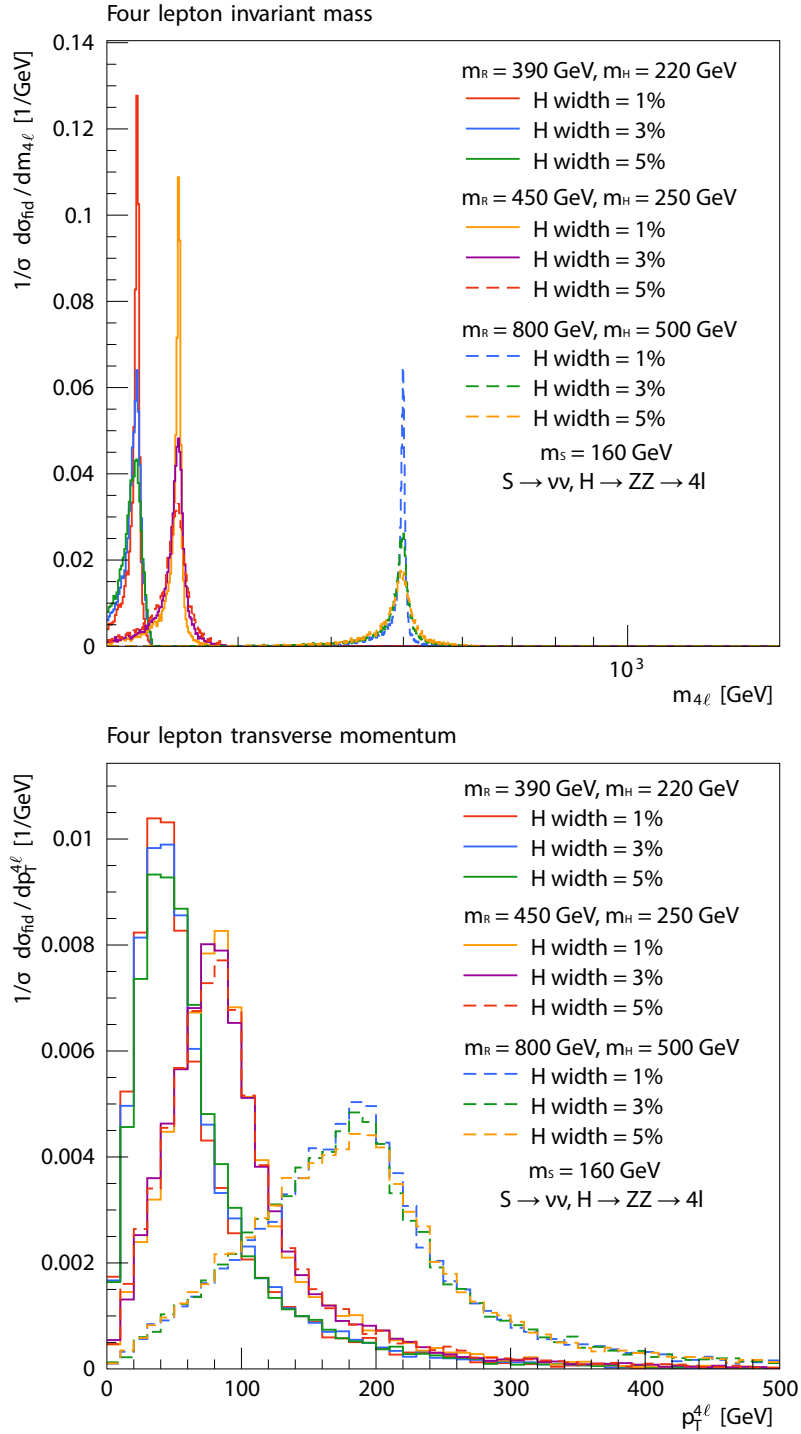 Four lepton invariant mass
1/σ dσfid / dm4ℓ [1/GeV]
0.14
0.12
0.1
0.08
0.06
0.04
0.02
0
mR = 390 GeV, mH = 220 GeV
H width = 1%
H width = 3%
H width = 5%
mR = 450 GeV, mH = 250 GeV
H width = 1%
H width = 3%
H width = 5%
mR = 800 GeV, mH = 500 GeV
H width = 1%
H width = 3%
H width = 5%
mS = 160 GeV
S → νν, H → ZZ → 4l
10³
m4ℓ [GeV]
Four lepton transverse momentum
1/σ dσfid / dpT4ℓ [1/GeV]
0.01
0.008
0.006
0.004
0.002
0
mR = 390 GeV, mH = 220 GeV
H width = 1%
H width = 3%
H width = 5%
mR = 450 GeV, mH = 250 GeV
H width = 1%
H width = 3%
H width = 5%
mR = 800 GeV, mH = 500 GeV
H width = 1%
H width = 3%
H width = 5%
mS = 160 GeV
S → νν, H → ZZ → 4l
0 100 200 300 400 500
pT4ℓ [GeV]